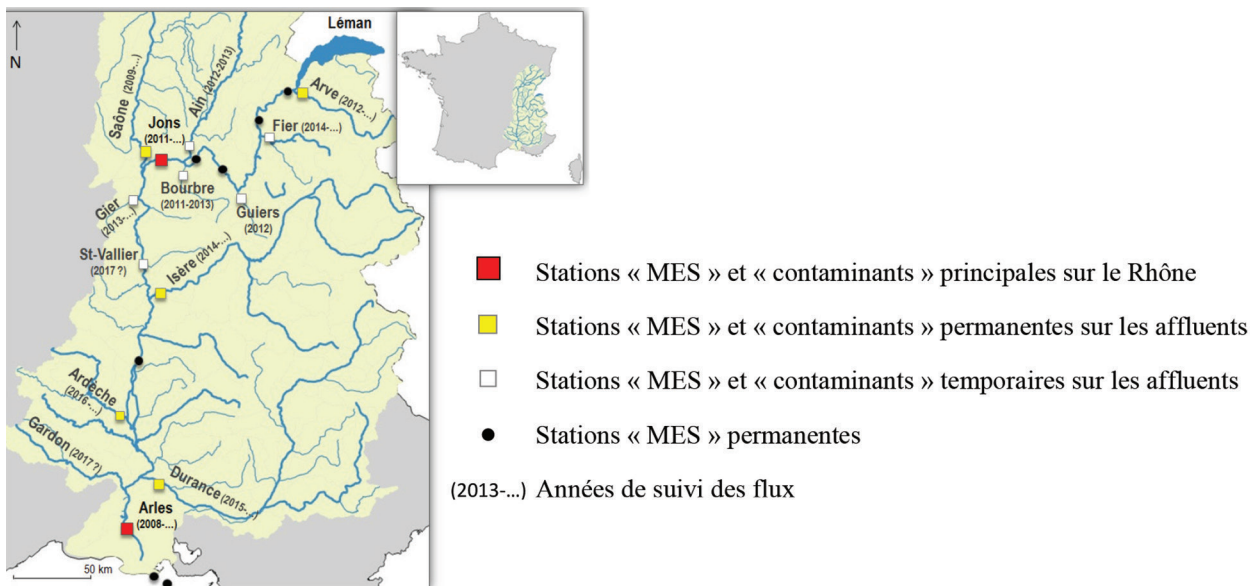 Léman
N
Saône (2009-...)
Ain (2012-2013)
Arve (2012-...)
Jons
(2011-...)
Fier (2014-...)
Bourbre
(2011-2013)
Guiers
(2012)
Gier
(2013-...)
St-Vallier
(2017 ?)
Isère (2014-...)
Ardèche
(2016-...)
Gardon (2017 ?)
Durance (2015-...)
Arles
(2008-...)
50 km
Stations « MES » et « contaminants » principales sur le Rhône
Stations « MES » et « contaminants » permanentes sur les affluents
Stations « MES » et « contaminants » temporaires sur les affluents
Stations « MES » permanentes
(2013-...) Années de suivi des flux